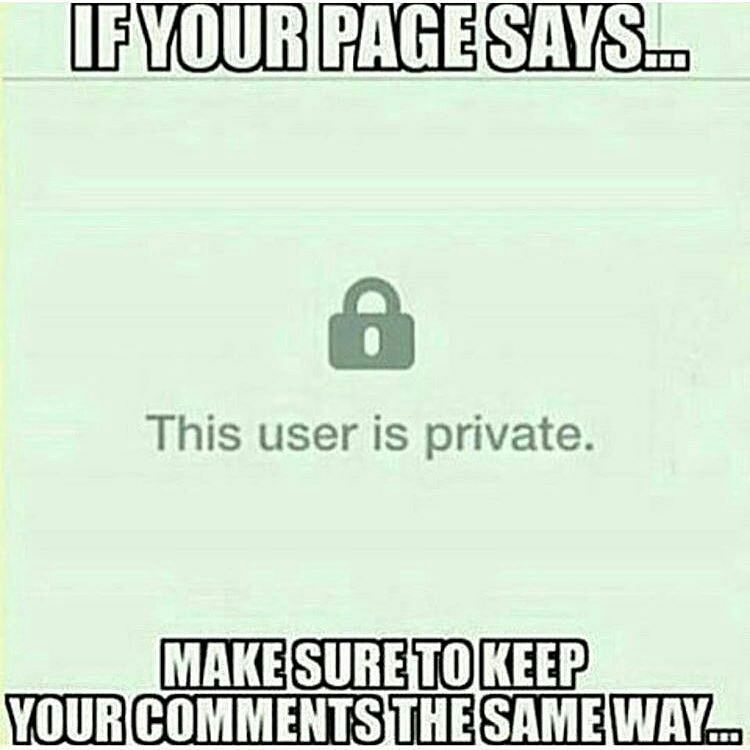 IF YOUR PAGE SAYS...
This user is private.
MAKE SURE TO KEEP
YOUR COMMENTS THE SAME WAY...